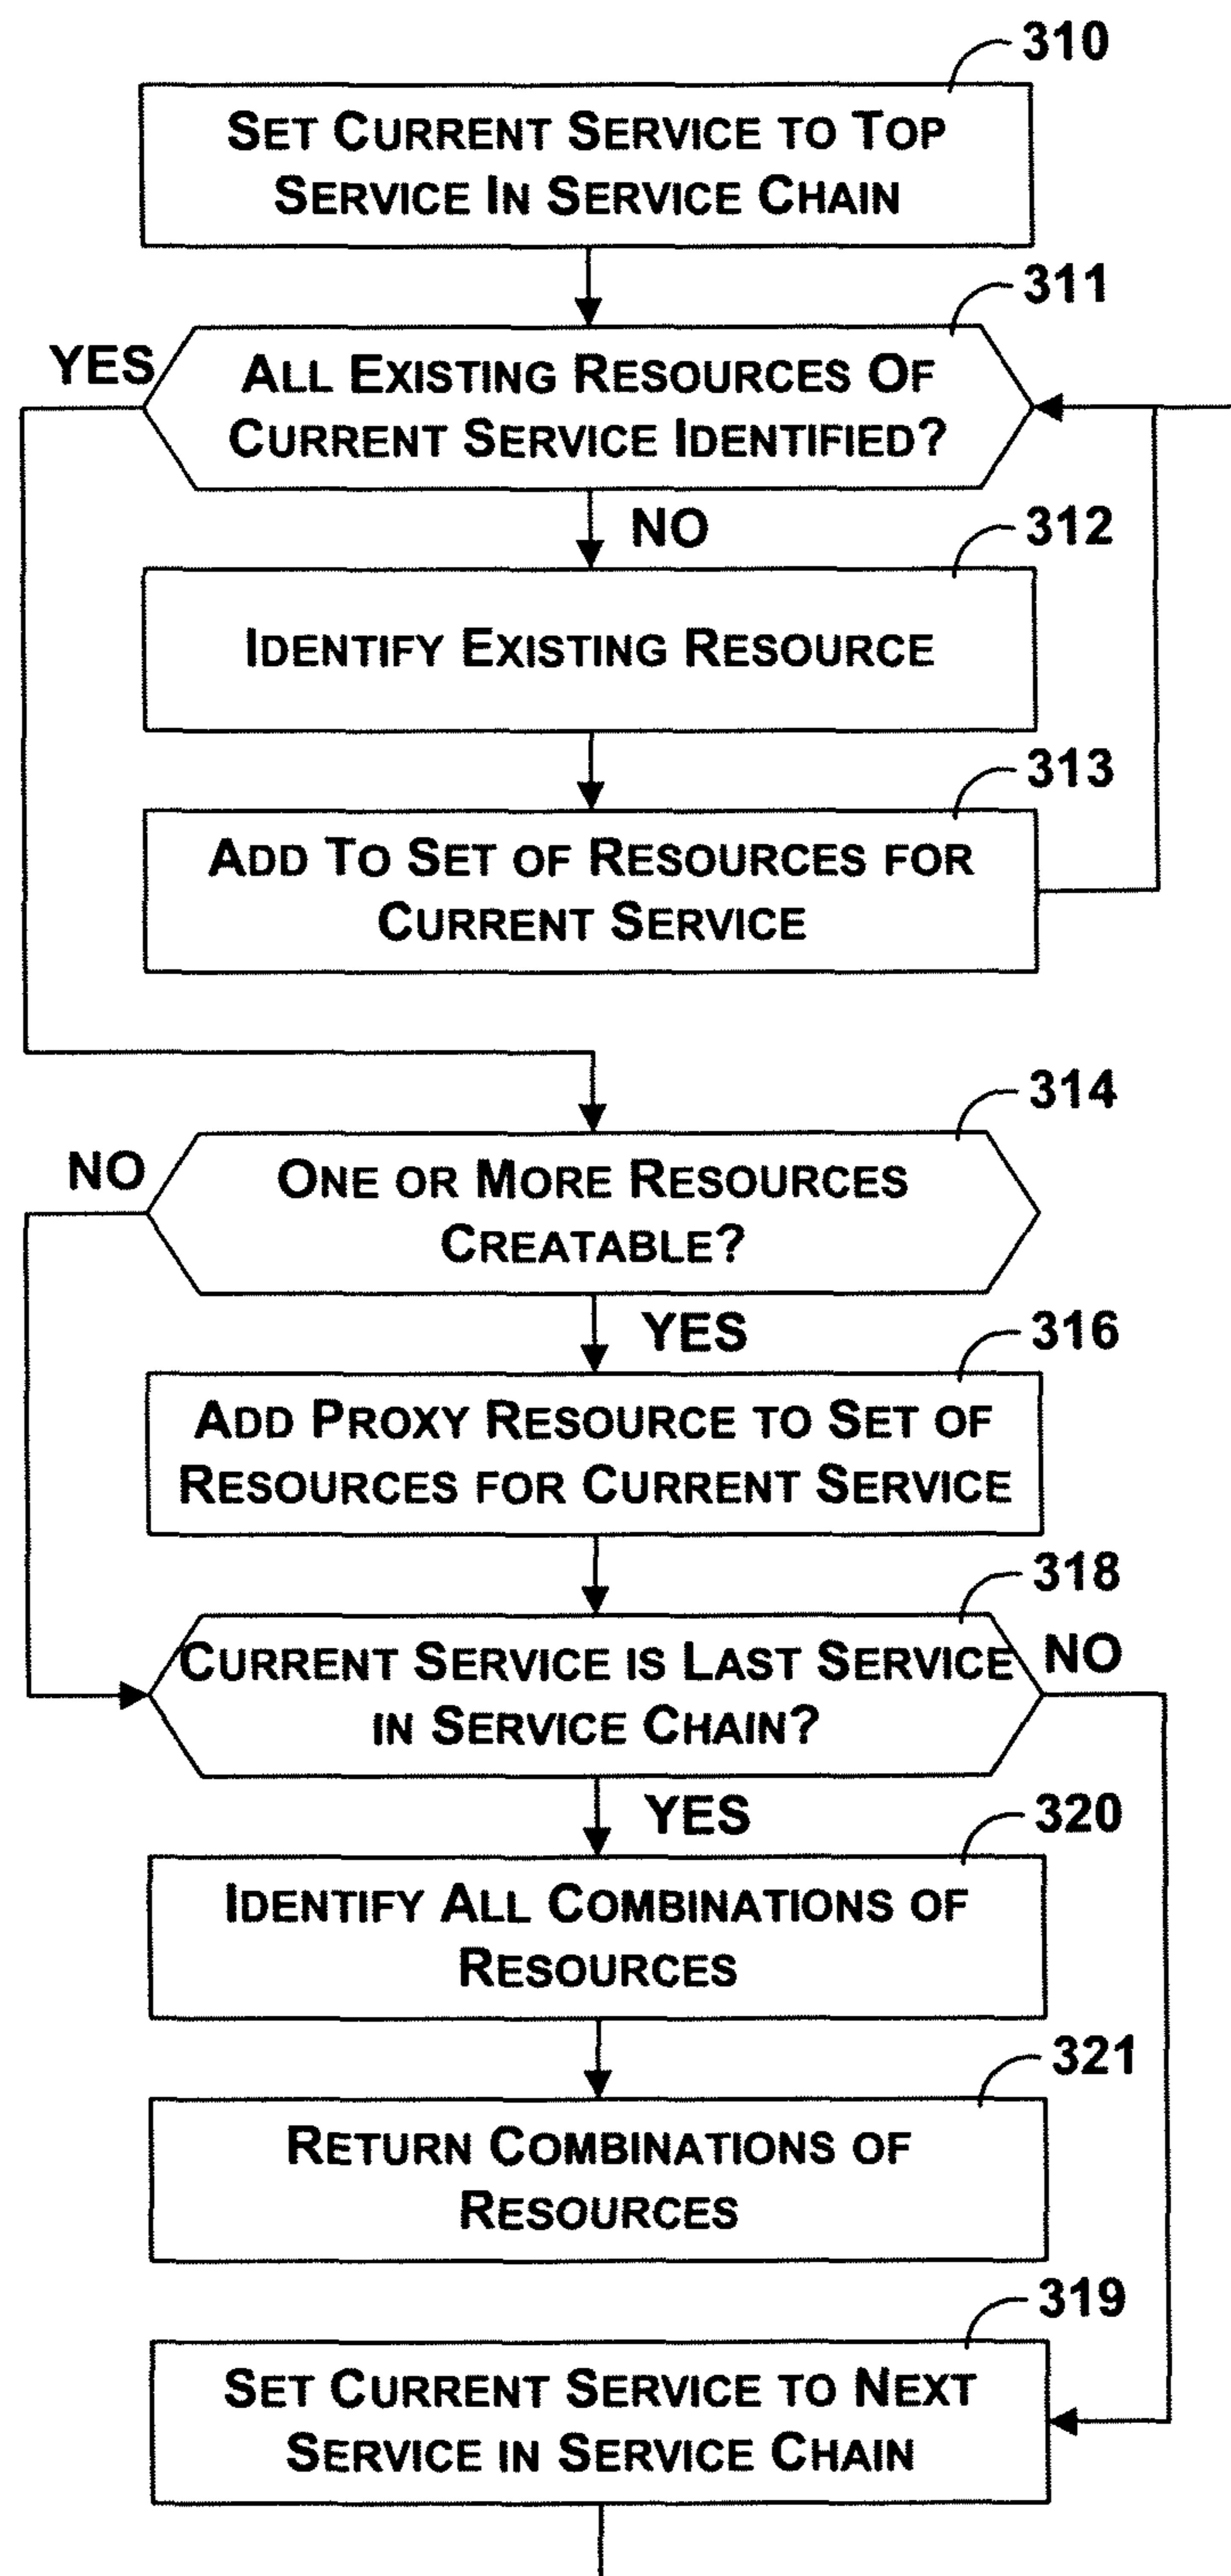 310
SET CURRENT SERVICE TO TOP
SERVICE IN SERVICE CHAIN
311
YES
ALL EXISTING RESOURCES OF
CURRENT SERVICE IDENTIFIED?
NO
312
IDENTIFY EXISTING RESOURCE
313
ADD TO SET OF RESOURCES FOR
CURRENT SERVICE
314
NO
ONE OR MORE RESOURCES
CREATABLE?
YES
316
ADD PROXY RESOURCE TO SET OF
RESOURCES FOR CURRENT SERVICE
318
CURRENT SERVICE IS LAST SERVICE
IN SERVICE CHAIN?
NO
YES
320
IDENTIFY ALL COMBINATIONS OF
RESOURCES
321
RETURN COMBINATIONS OF
RESOURCES
319
SET CURRENT SERVICE TO NEXT
SERVICE IN SERVICE CHAIN